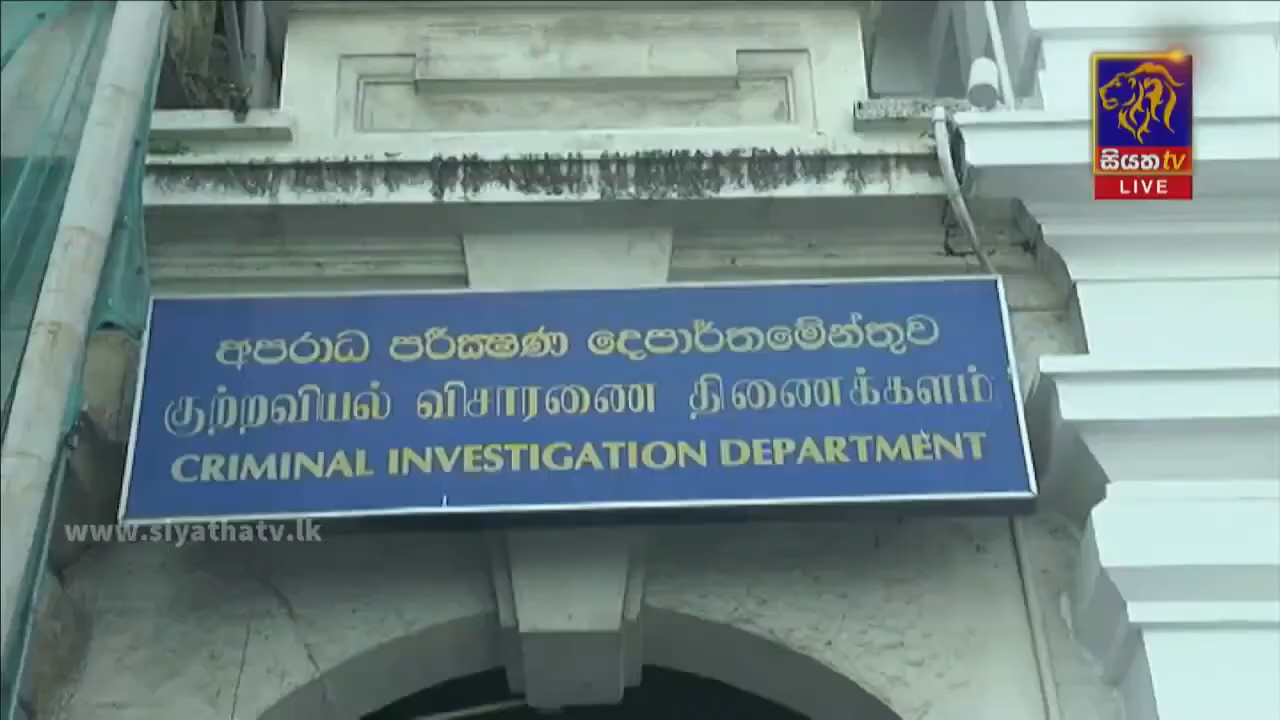 සියත tv
LIVE
අපරාධ පරීක්ෂණ දෙපාර්තමේන්තුව
குற்றவியல் விசாரணை திணைக்களம்
CRIMINAL INVESTIGATION DEPARTMENT
www.siyathatv.lk